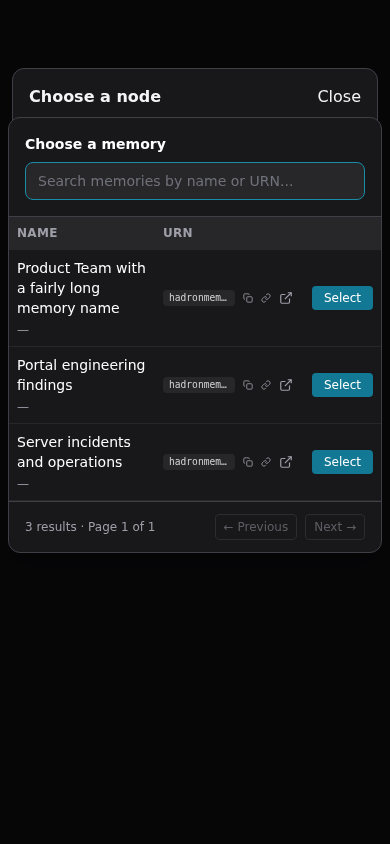 Choose a node Close
Choose a memory
Search memories by name or URN...
NAME URN
Product Team with
a fairly long
memory name
hadronmem… Select
—
Portal engineering
findings
hadronmem… Select
—
Server incidents
and operations
hadronmem… Select
—
3 results · Page 1 of 1 ← Previous Next →